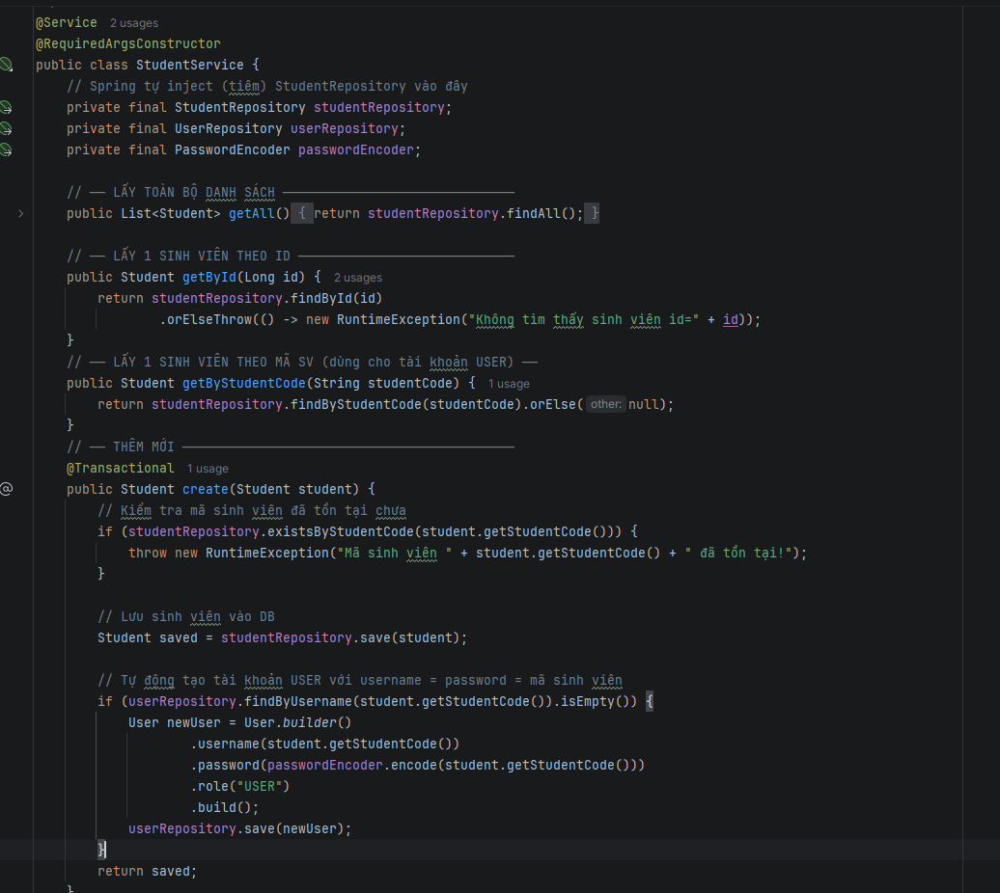 @Service 2 usages
@RequiredArgsConstructor
public class StudentService {
// Spring tự inject (tiêm) StudentRepository vào đây
private final StudentRepository studentRepository;
private final UserRepository userRepository;
private final PasswordEncoder passwordEncoder;
// —— LẤY TOÀN BỘ DANH SÁCH ——————————————————————————————
public List<Student> getAll() { return studentRepository.findAll(); }
// —— LẤY 1 SINH VIÊN THEO ID ————————————————————————————
public Student getById(Long id) { 2 usages
return studentRepository.findById(id)
.orElseThrow(() -> new RuntimeException("Không tìm thấy sinh viên id=" + id));
}
// —— LẤY 1 SINH VIÊN THEO MÃ SV (dùng cho tài khoản USER) ——
public Student getByStudentCode(String studentCode) { 1 usage
return studentRepository.findByStudentCode(studentCode).orElse( other: null);
}
// —— THÊM MỚI ———————————————————————————————————————————
@Transactional 1 usage
public Student create(Student student) {
// Kiểm tra mã sinh viên đã tồn tại chưa
if (studentRepository.existsByStudentCode(student.getStudentCode())) {
throw new RuntimeException("Mã sinh viên " + student.getStudentCode() + " đã tồn tại!");
}
// Lưu sinh viên vào DB
Student saved = studentRepository.save(student);
// Tự động tạo tài khoản USER với username = password = mã sinh viên
if (userRepository.findByUsername(student.getStudentCode()).isEmpty()) {
User newUser = User.builder()
.username(student.getStudentCode())
.password(passwordEncoder.encode(student.getStudentCode()))
.role("USER")
.build();
userRepository.save(newUser);
}
return saved;
}